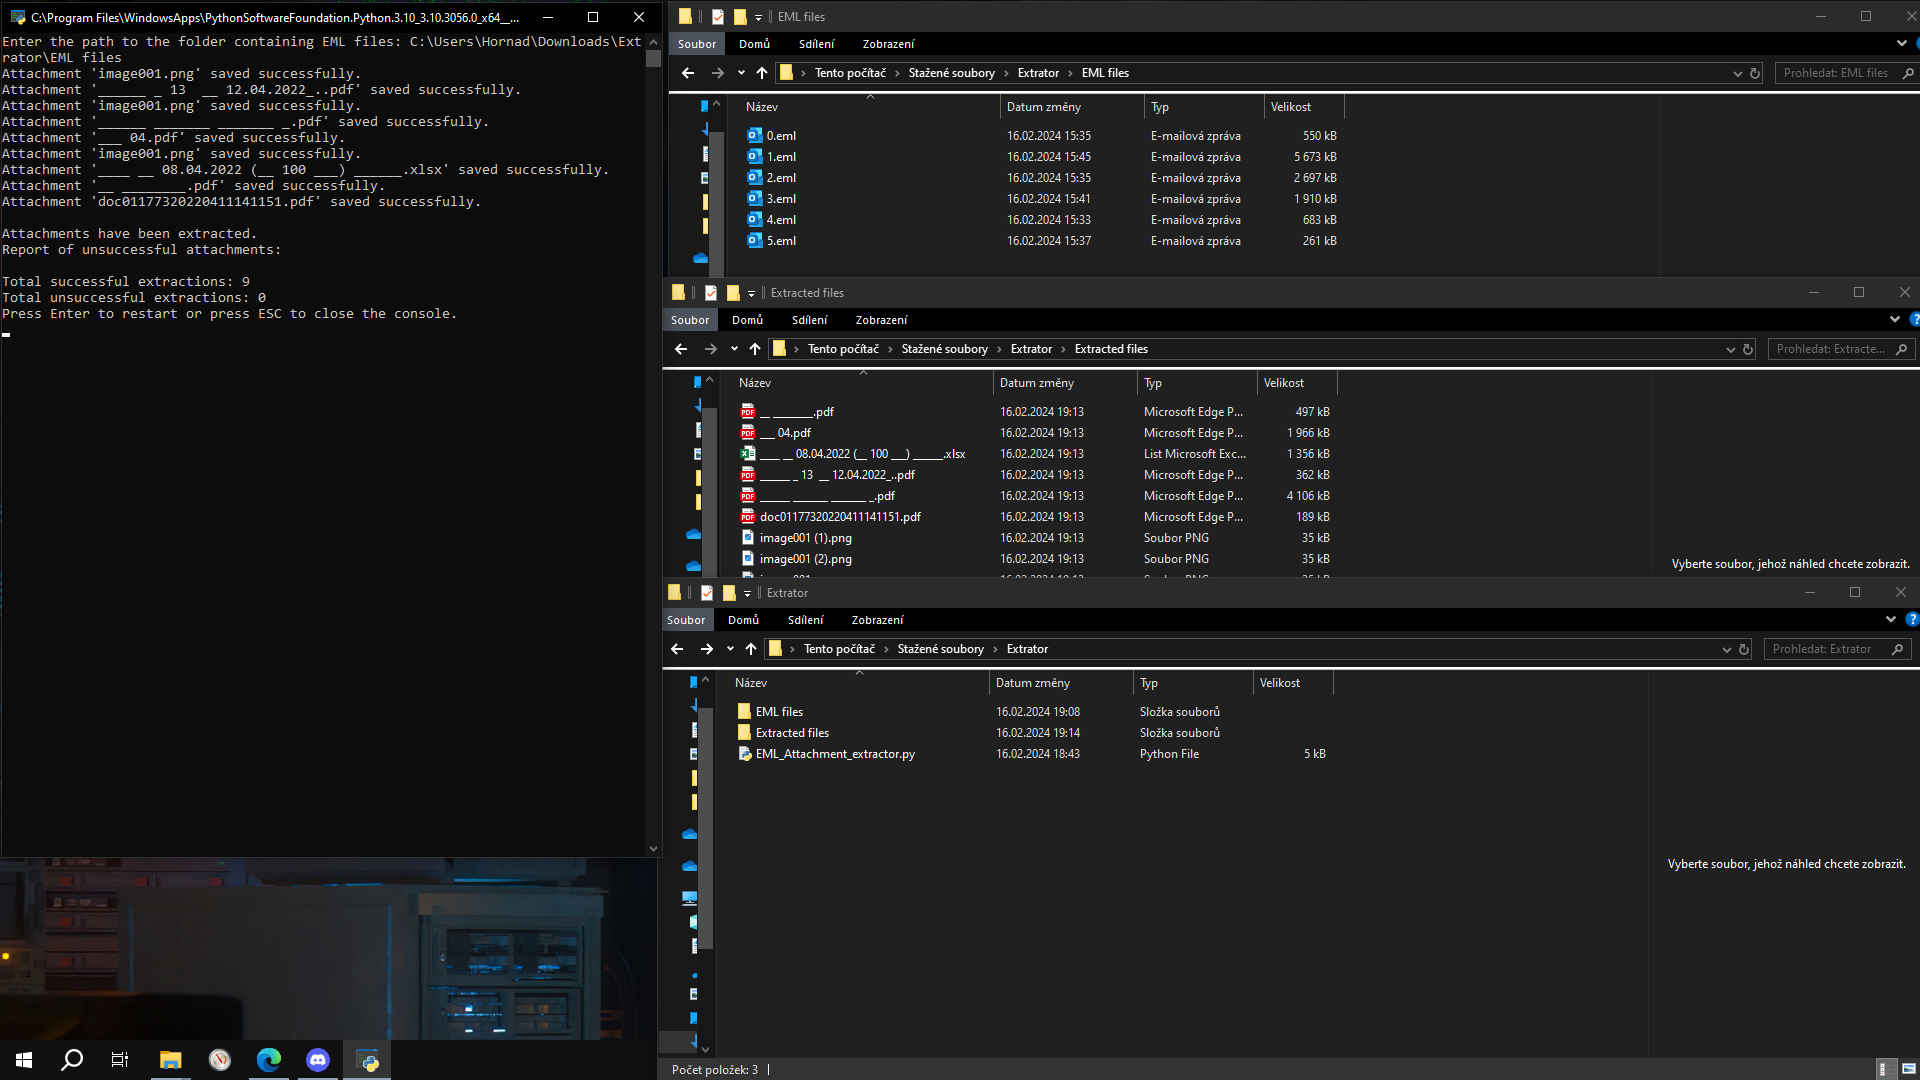 C:\Program Files\WindowsApps\PythonSoftwareFoundation.Python.3.10_3.10.3056.0_x64__...
Enter the path to the folder containing EML files: C:\Users\Hornad\Downloads\Ext
rator\EML files
Attachment 'image001.png' saved successfully.
Attachment '______ _ 13  __ 12.04.2022_..pdf' saved successfully.
Attachment 'image001.png' saved successfully.
Attachment '______ _______ _______ _.pdf' saved successfully.
Attachment '___ 04.pdf' saved successfully.
Attachment 'image001.png' saved successfully.
Attachment '____ __ 08.04.2022 (__ 100 ___) ______.xlsx' saved successfully.
Attachment '__ ________.pdf' saved successfully.
Attachment 'doc01177320220411141151.pdf' saved successfully.
Attachments have been extracted.
Report of unsuccessful attachments:
Total successful extractions: 9
Total unsuccessful extractions: 0
Press Enter to restart or press ESC to close the console.
EML files
Soubor Domů Sdílení Zobrazení
Tento počítač > Stažené soubory > Extrator > EML files
Prohledat: EML files
Název Datum změny Typ Velikost
0.eml 16.02.2024 15:35 E-mailová zpráva 550 kB
1.eml 16.02.2024 15:45 E-mailová zpráva 5 673 kB
2.eml 16.02.2024 15:35 E-mailová zpráva 2 697 kB
3.eml 16.02.2024 15:41 E-mailová zpráva 1 910 kB
4.eml 16.02.2024 15:33 E-mailová zpráva 683 kB
5.eml 16.02.2024 15:37 E-mailová zpráva 261 kB
Extracted files
Soubor Domů Sdílení Zobrazení
Tento počítač > Stažené soubory > Extrator > Extracted files
Prohledat: Extracte...
Název Datum změny Typ Velikost
__ ________.pdf 16.02.2024 19:13 Microsoft Edge P... 497 kB
___ 04.pdf 16.02.2024 19:13 Microsoft Edge P... 1 966 kB
____ __ 08.04.2022 (__ 100 ___) ______.xlsx 16.02.2024 19:13 List Microsoft Exc... 1 356 kB
______ _ 13  __ 12.04.2022_..pdf 16.02.2024 19:13 Microsoft Edge P... 362 kB
______ _______ _______ _.pdf 16.02.2024 19:13 Microsoft Edge P... 4 106 kB
doc01177320220411141151.pdf 16.02.2024 19:13 Microsoft Edge P... 189 kB
image001 (1).png 16.02.2024 19:13 Soubor PNG 35 kB
image001 (2).png 16.02.2024 19:13 Soubor PNG 35 kB
Vyberte soubor, jehož náhled chcete zobrazit.
Extrator
Soubor Domů Sdílení Zobrazení
Tento počítač > Stažené soubory > Extrator
Prohledat: Extrator
Název Datum změny Typ Velikost
EML files 16.02.2024 19:08 Složka souborů
Extracted files 16.02.2024 19:14 Složka souborů
EML_Attachment_extractor.py 16.02.2024 18:43 Python File 5 kB
Vyberte soubor, jehož náhled chcete zobrazit.
Počet položek: 3